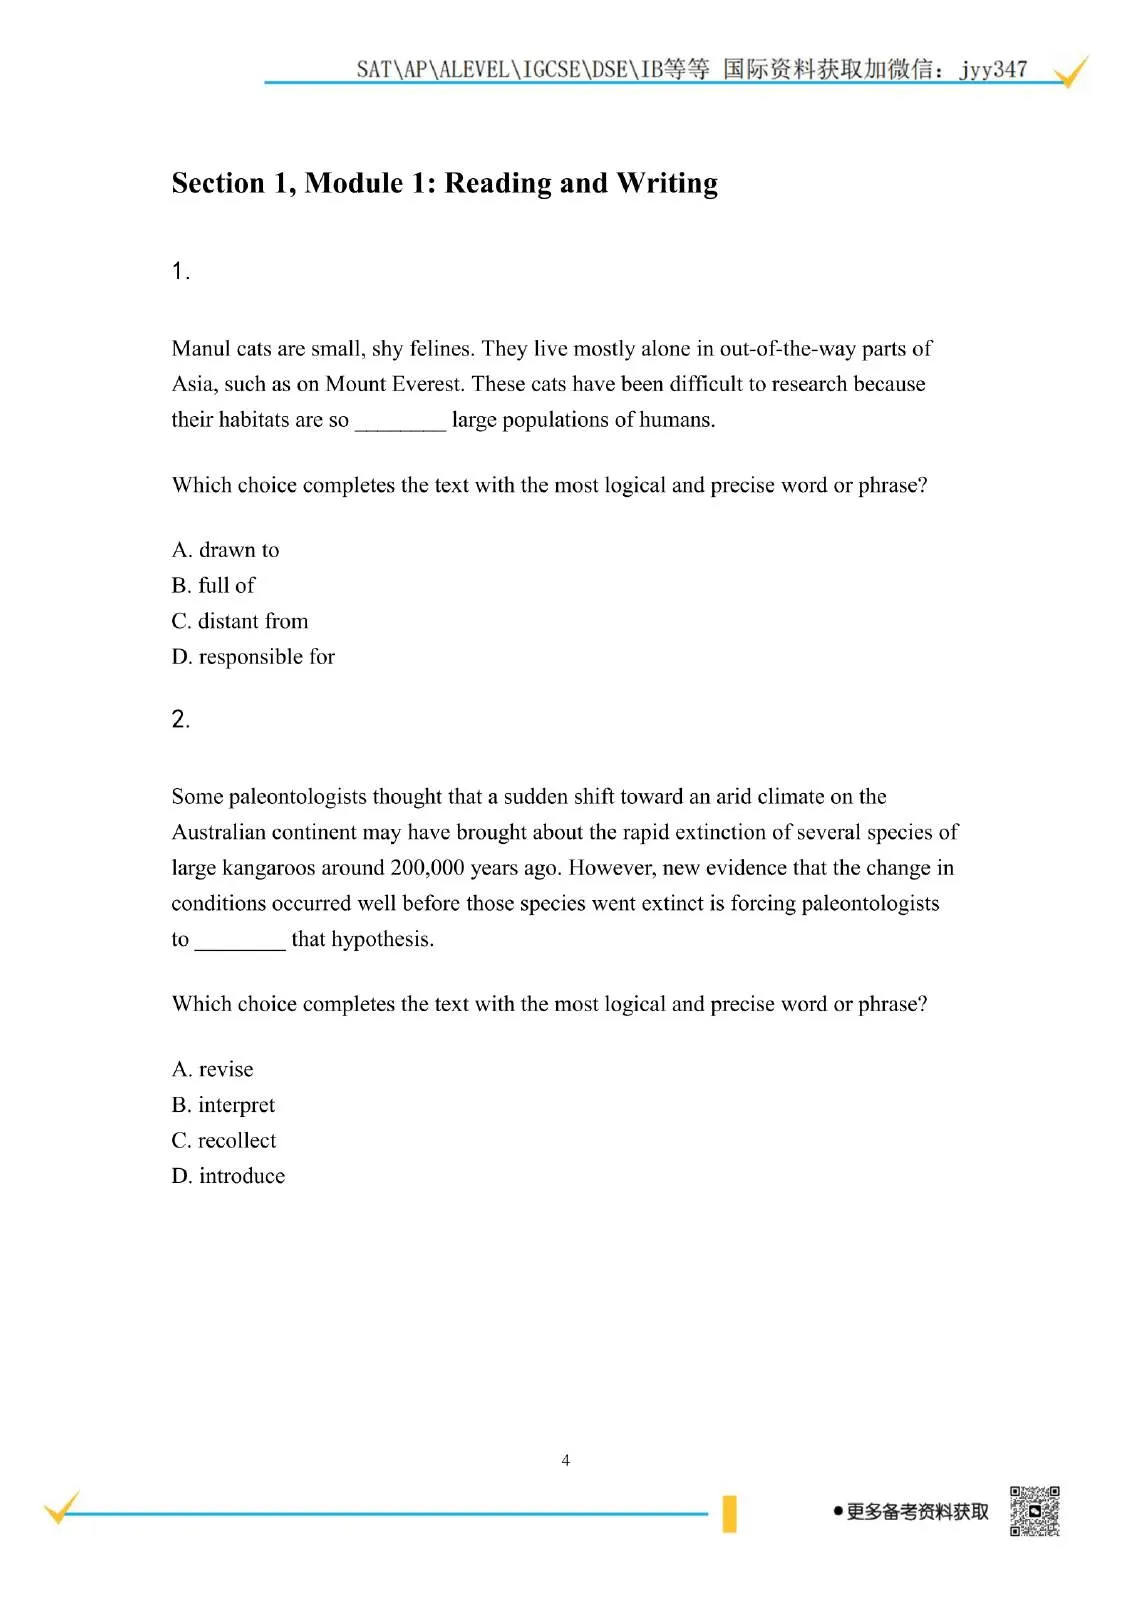 SAT\AP\ALEVEL\IGCSE\DSE\IB等等 国际资料获取加微信：jyy347
Section 1, Module 1: Reading and Writing
1.
Manul cats are small, shy felines. They live mostly alone in out-of-the-way parts of
Asia, such as on Mount Everest. These cats have been difficult to research because
their habitats are so ________ large populations of humans.
Which choice completes the text with the most logical and precise word or phrase?
A. drawn to
B. full of
C. distant from
D. responsible for
2.
Some paleontologists thought that a sudden shift toward an arid climate on the
Australian continent may have brought about the rapid extinction of several species of
large kangaroos around 200,000 years ago. However, new evidence that the change in
conditions occurred well before those species went extinct is forcing paleontologists
to ________ that hypothesis.
Which choice completes the text with the most logical and precise word or phrase?
A. revise
B. interpret
C. recollect
D. introduce
4
●更多备考资料获取